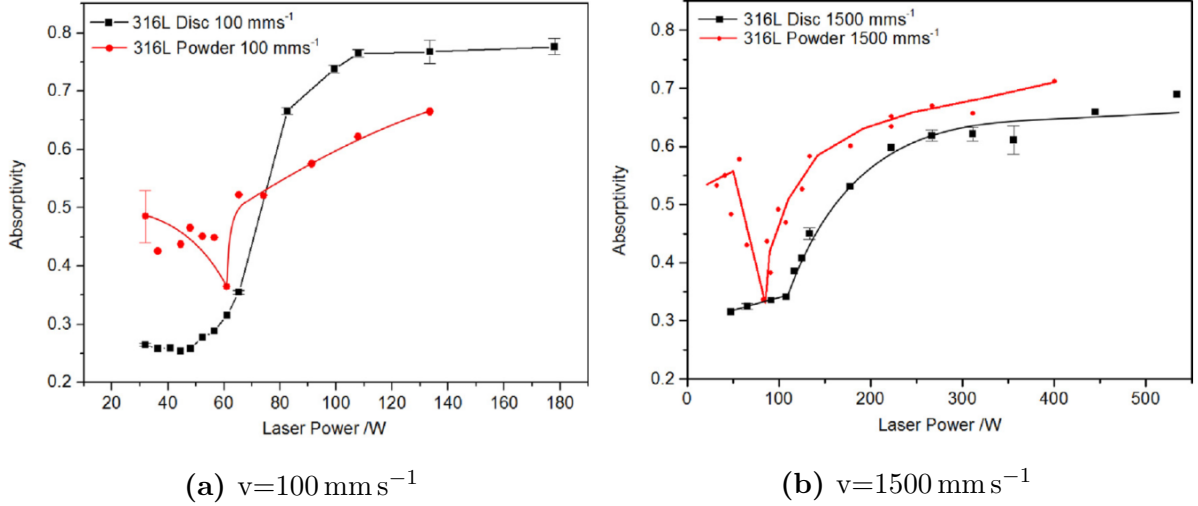 316L Disc 100 mms⁻¹
316L Powder 100 mms⁻¹
0.8
0.7
0.6
0.5
0.4
0.3
0.2
Absorptivity
20 40 60 80 100 120 140 160 180
Laser Power /W
(a) v=100 mm s⁻¹
316L Disc 1500 mms⁻¹
316L Powder 1500 mms⁻¹
0.8
0.7
0.6
0.5
0.4
0.3
0.2
Absorptivity
0 100 200 300 400 500
Laser Power /W
(b) v=1500 mm s⁻¹